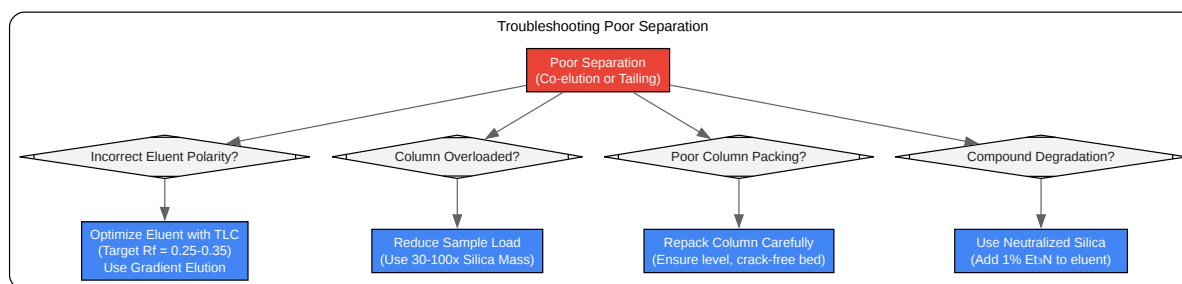 Troubleshooting Poor Separation
Poor Separation
(Co-elution or Tailing)
Incorrect Eluent Polarity?
Column Overloaded?
Poor Column Packing?
Compound Degradation?
Optimize Eluent with TLC
(Target Rf = 0.25-0.35)
Use Gradient Elution
Reduce Sample Load
(Use 30-100x Silica Mass)
Repack Column Carefully
(Ensure level, crack-free bed)
Use Neutralized Silica
(Add 1% Et₃N to eluent)